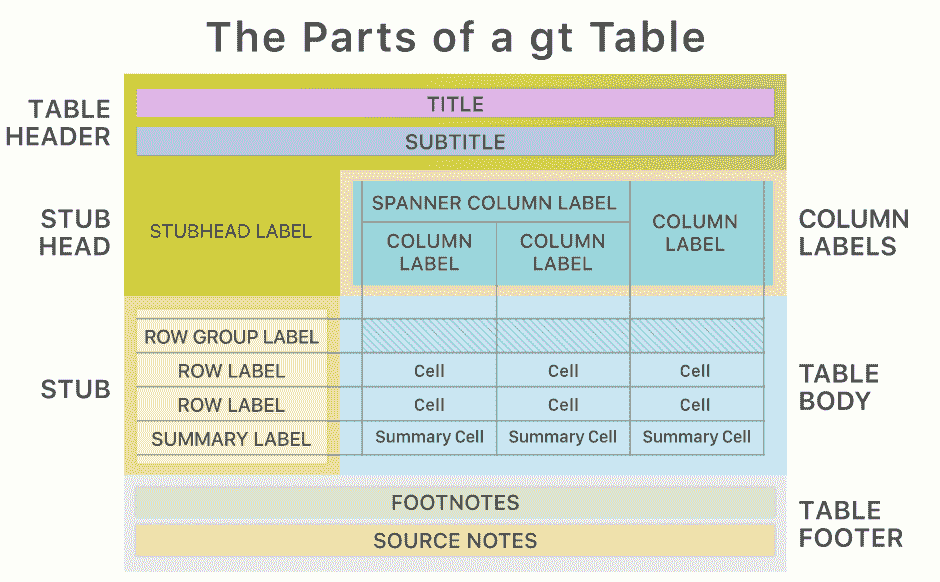 The Parts of a gt Table
TABLE
HEADER
TITLE
SUBTITLE
STUB
HEAD
STUBHEAD LABEL
SPANNER COLUMN LABEL
COLUMN
LABEL
COLUMN
LABEL
COLUMN
LABEL
COLUMN
LABELS
STUB
ROW GROUP LABEL
ROW LABEL Cell Cell Cell
ROW LABEL Cell Cell Cell
SUMMARY LABEL Summary Cell Summary Cell Summary Cell
TABLE
BODY
FOOTNOTES
SOURCE NOTES
TABLE
FOOTER